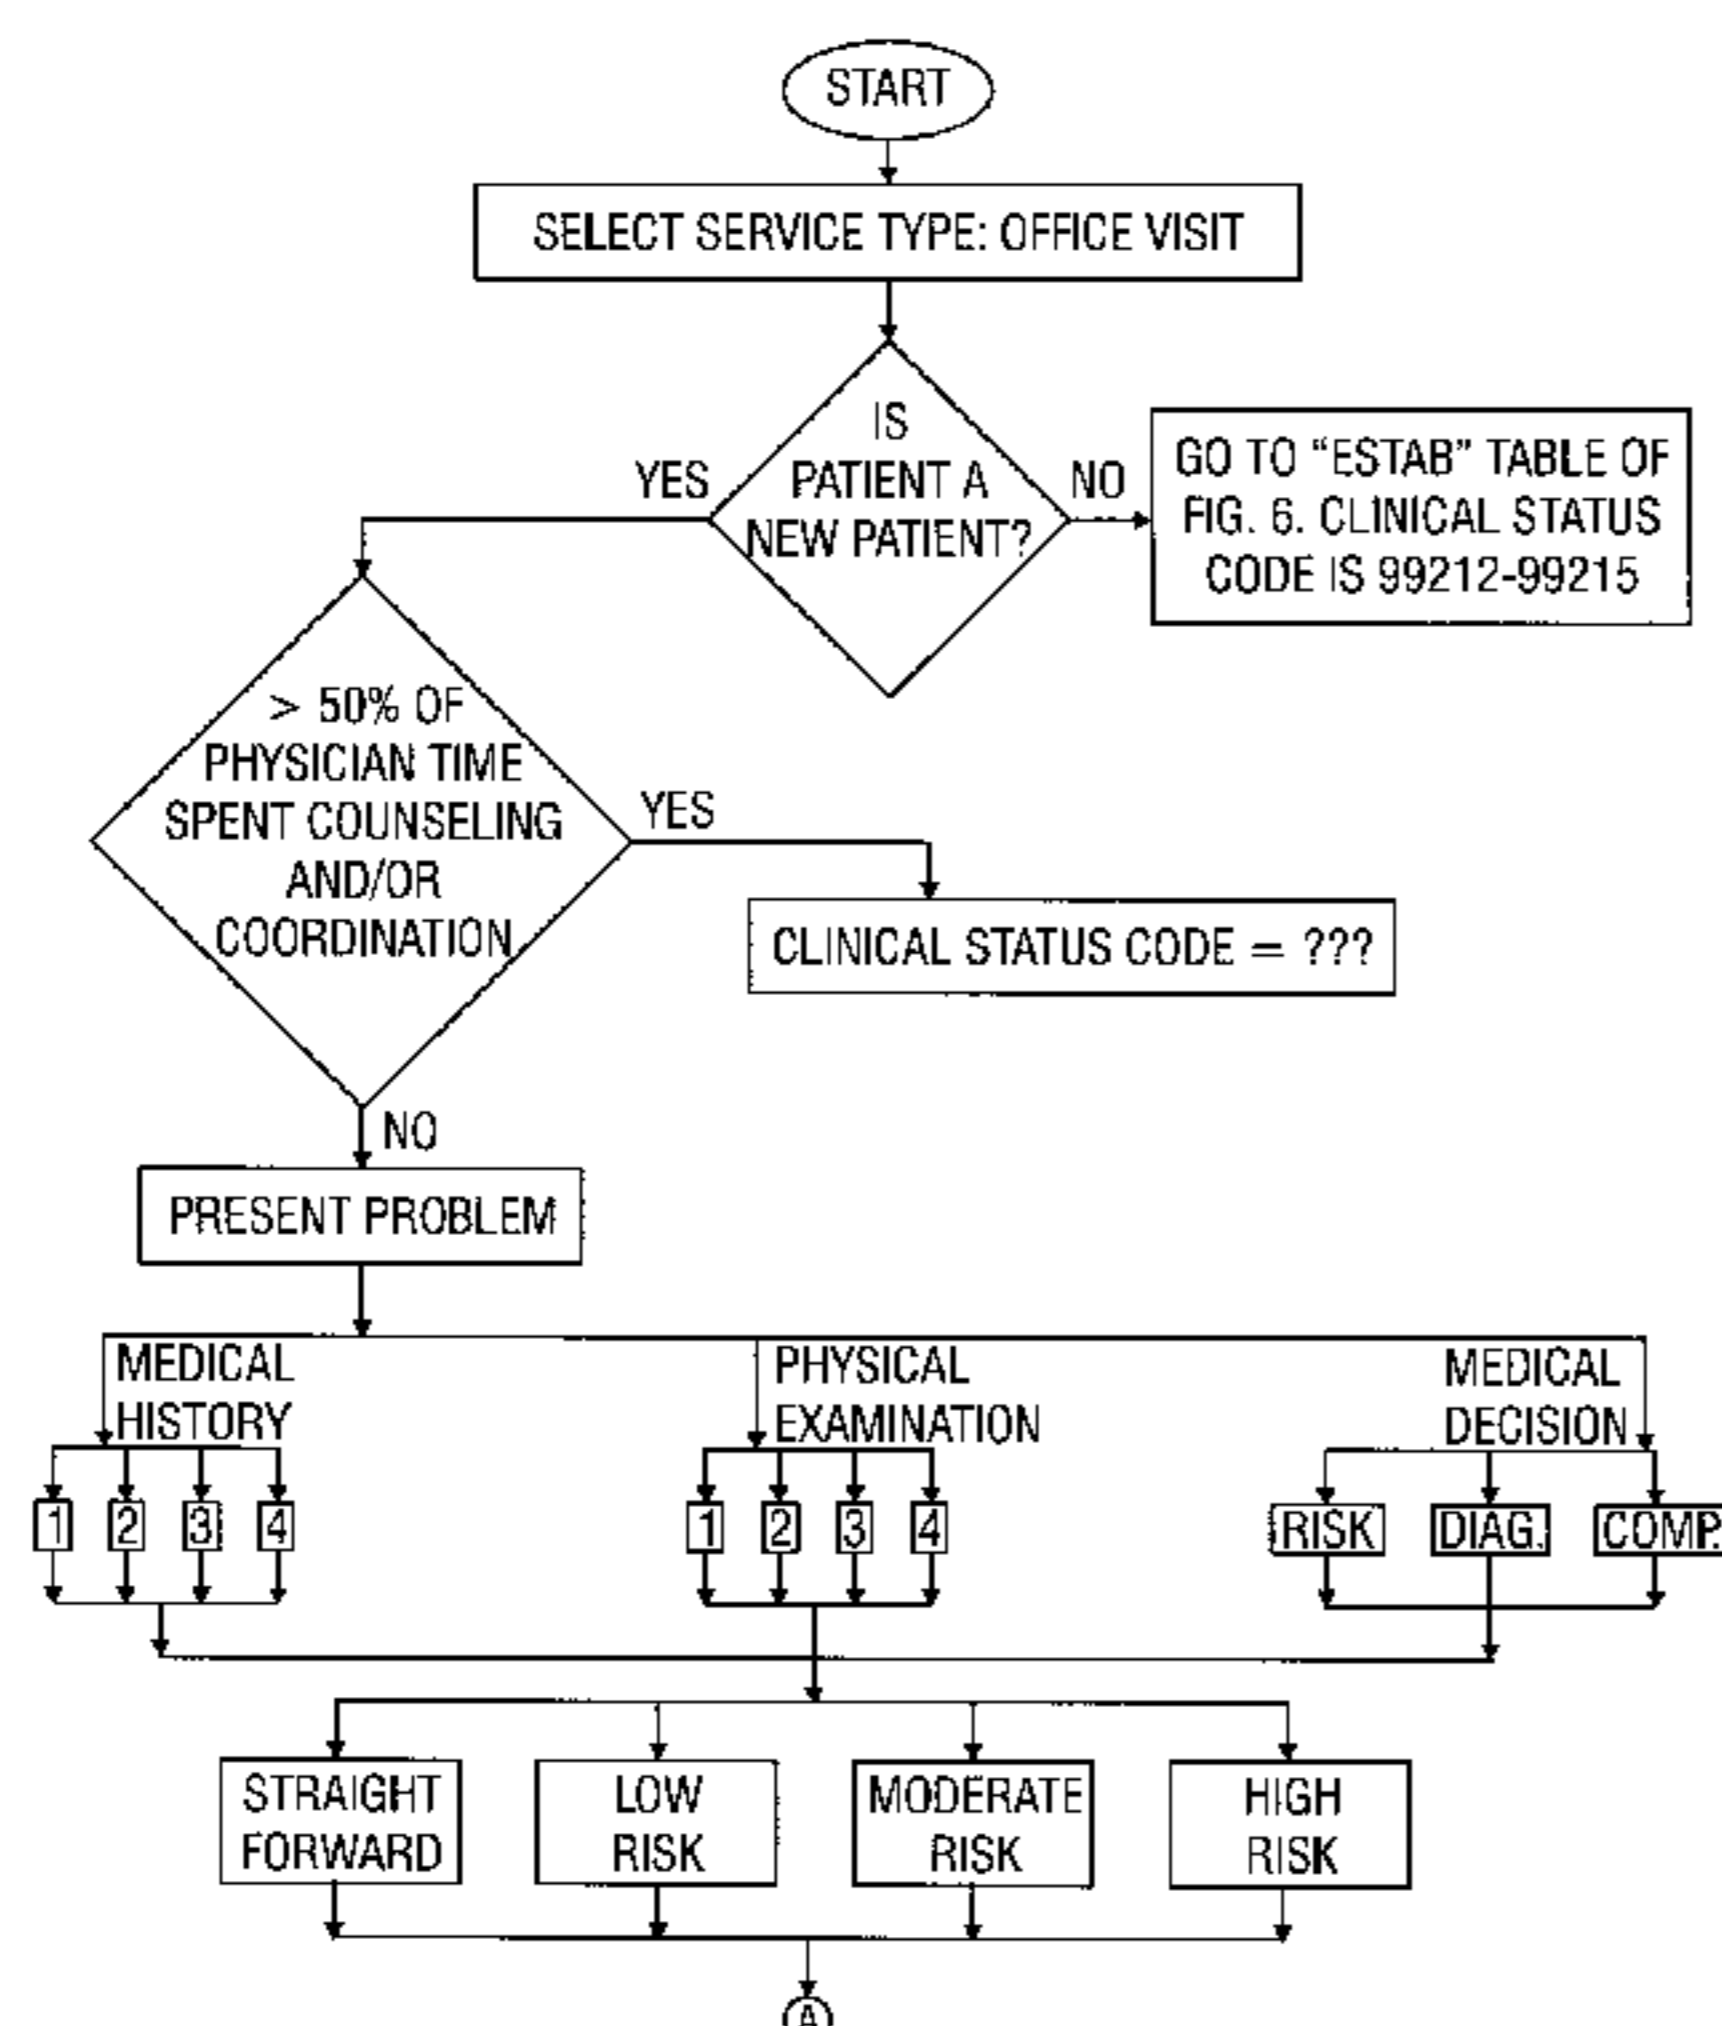 START
SELECT SERVICE TYPE: OFFICE VISIT
IS
PATIENT A
NEW PATIENT?
YES
NO
GO TO “ESTAB” TABLE OF
FIG. 6. CLINICAL STATUS
CODE IS 99212-99215
> 50% OF
PHYSICIAN TIME
SPENT COUNSELING
AND/OR
COORDINATION
YES
CLINICAL STATUS CODE = ???
NO
PRESENT PROBLEM
MEDICAL
HISTORY
PHYSICAL
EXAMINATION
MEDICAL
DECISION
1 2 3 4
1 2 3 4
RISK DIAG. COMP.
STRAIGHT
FORWARD
LOW
RISK
MODERATE
RISK
HIGH
RISK
A